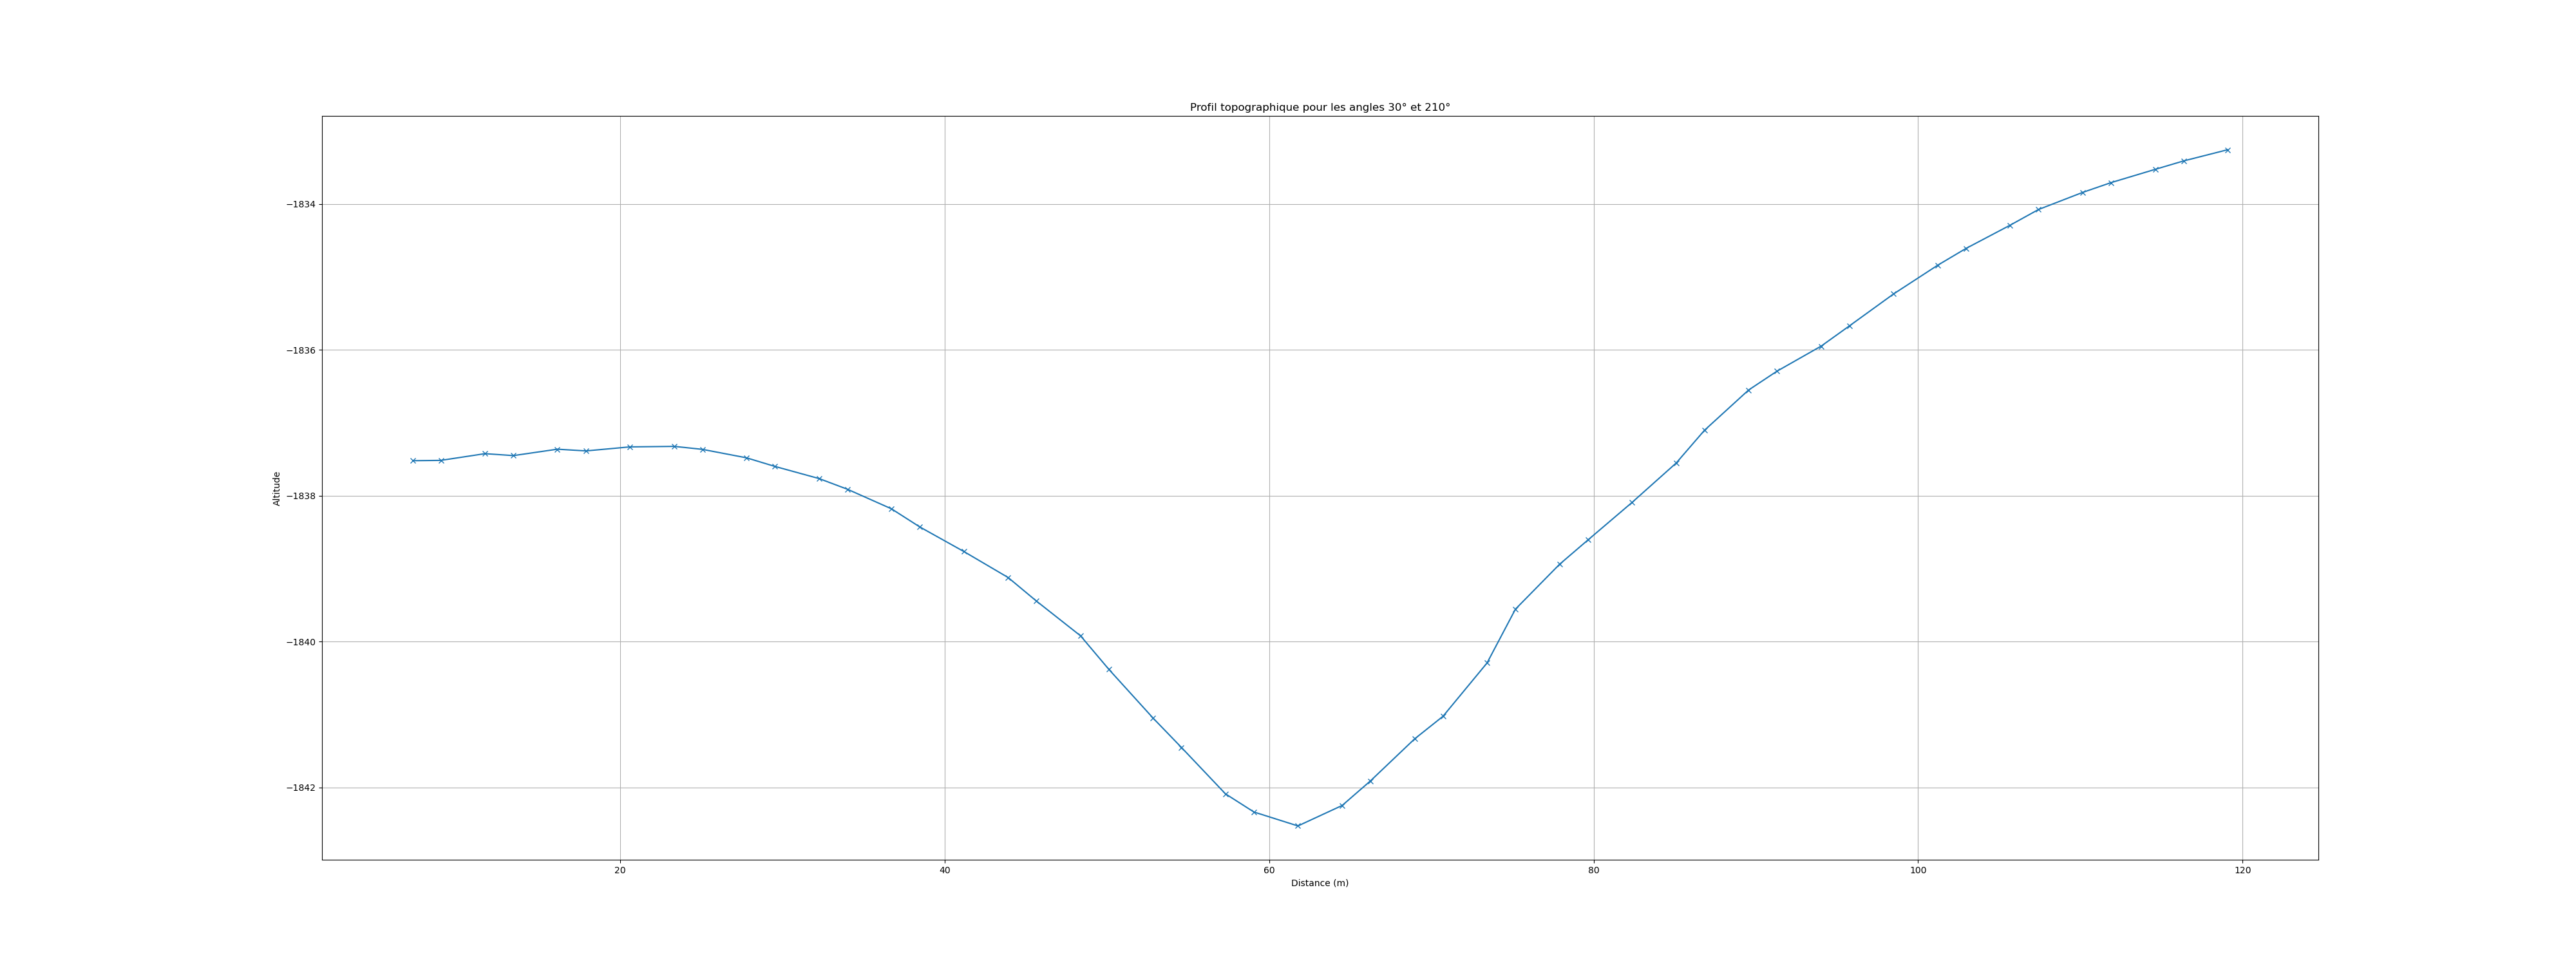 Profil topographique pour les angles 30° et 210°
−1834
−1836
−1838
−1840
−1842
Altitude
20 40 60 80 100 120
Distance (m)